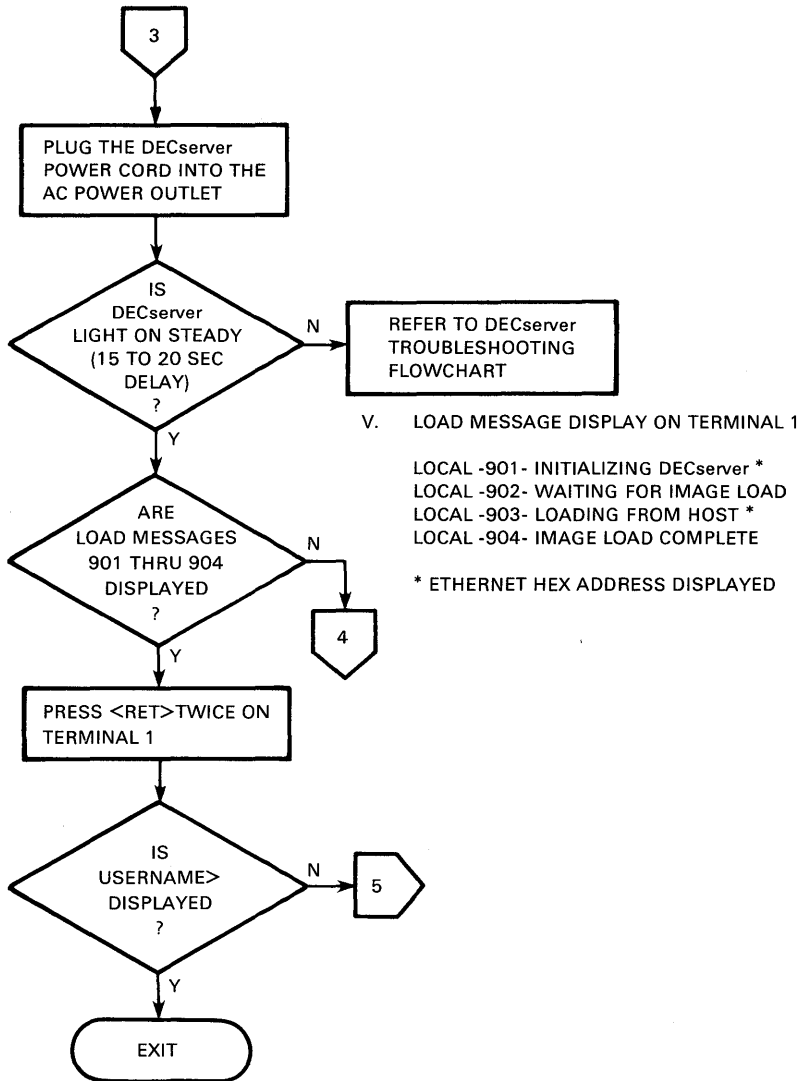 3
PLUG THE DECserver
POWER CORD INTO THE
AC POWER OUTLET
IS
DECserver
LIGHT ON STEADY
(15 TO 20 SEC
DELAY)
?
N
REFER TO DECserver
TROUBLESHOOTING
FLOWCHART
Y
V. LOAD MESSAGE DISPLAY ON TERMINAL 1
LOCAL -901- INITIALIZING DECserver *
LOCAL -902- WAITING FOR IMAGE LOAD
LOCAL -903- LOADING FROM HOST *
LOCAL -904- IMAGE LOAD COMPLETE
* ETHERNET HEX ADDRESS DISPLAYED
ARE
LOAD MESSAGES
901 THRU 904
DISPLAYED
?
N
4
Y
PRESS <RET>TWICE ON
TERMINAL 1
IS
USERNAME>
DISPLAYED
?
N
5
Y
EXIT